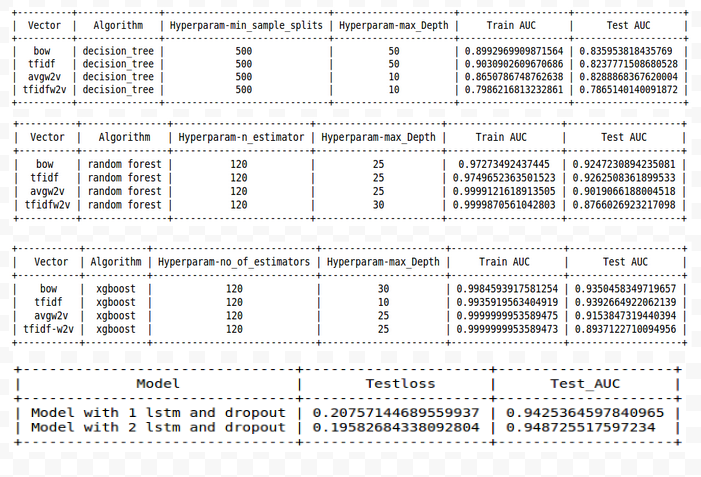 | Vector | Algorithm | Hyperparam-min_sample_splits | Hyperparam-max_Depth | Train AUC | Test AUC |
| bow | decision_tree | 500 | 50 | 0.8992969909871564 | 0.835953818435769 |
| tfidf | decision_tree | 500 | 50 | 0.9030902609670686 | 0.8237771508680528 |
| avgw2v | decision_tree | 500 | 10 | 0.8650786748762638 | 0.8288868367620004 |
| tfidfw2v | decision_tree | 500 | 10 | 0.7986216813232861 | 0.7865140140091872 |
| Vector | Algorithm | Hyperparam-n_estimator | Hyperparam-max_Depth | Train AUC | Test AUC |
| bow | random forest | 120 | 25 | 0.97273492437445 | 0.9247230894235081 |
| tfidf | random forest | 120 | 25 | 0.9749652363501523 | 0.9262508361899533 |
| avgw2v | random forest | 120 | 25 | 0.9999121618913505 | 0.9019066188004518 |
| tfidfw2v | random forest | 120 | 30 | 0.9999870561042803 | 0.8766026923217098 |
| Vector | Algorithm | Hyperparam-no_of_estimators | Hyperparam-max_Depth | Train AUC | Test AUC |
| bow | xgboost | 120 | 30 | 0.9984593917581254 | 0.9350458349719657 |
| tfidf | xgboost | 120 | 10 | 0.9935919563404919 | 0.9392664922062139 |
| avgw2v | xgboost | 120 | 25 | 0.9999999953589475 | 0.9153847319440394 |
| tfidf-w2v | xgboost | 120 | 25 | 0.9999999953589473 | 0.8937122710094956 |
| Model | Testloss | Test_AUC |
| Model with 1 lstm and dropout | 0.20757144689559937 | 0.9425364597840965 |
| Model with 2 lstm and dropout | 0.19582684338092804 | 0.948725517597234 |